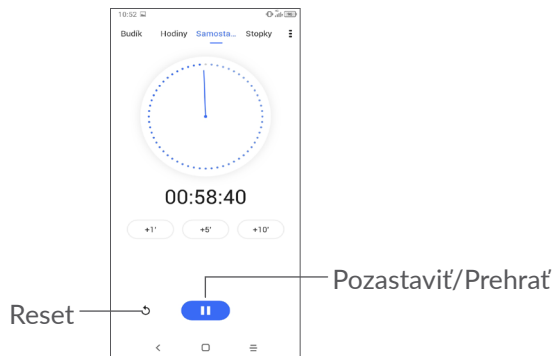 10:52
Budík Hodiny Samosta... Stopky
00:58:40
+1' +5' +10'
Pozastaviť/Prehrať
Reset